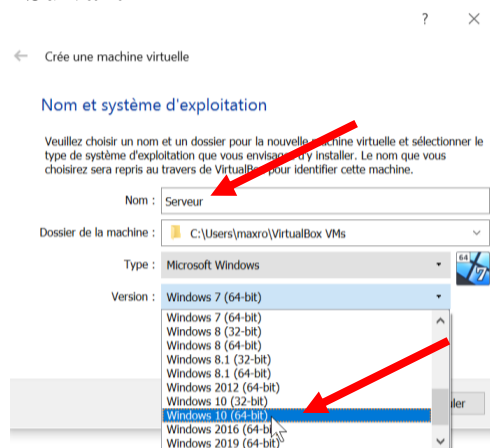 ?
Crée une machine virtuelle
Nom et système d'exploitation
Veuillez choisir un nom et un dossier pour la nouvelle machine virtuelle et sélectionner le
type de système d'exploitation que vous envisagez d'y installer. Le nom que vous
choisirez sera repris au travers de VirtualBox pour identifier cette machine.
Nom : Serveur
Dossier de la machine : C:\Users\maxro\VirtualBox VMs
Type : Microsoft Windows
64
7
Version : Windows 7 (64-bit)
Windows 7 (64-bit)
Windows 8 (32-bit)
Windows 8 (64-bit)
Windows 8.1 (32-bit)
Windows 8.1 (64-bit)
Windows 2012 (64-bit)
Windows 10 (32-bit)
Windows 10 (64-bit)
Windows 2016 (64-bit)
Windows 2019 (64-bit)
ler